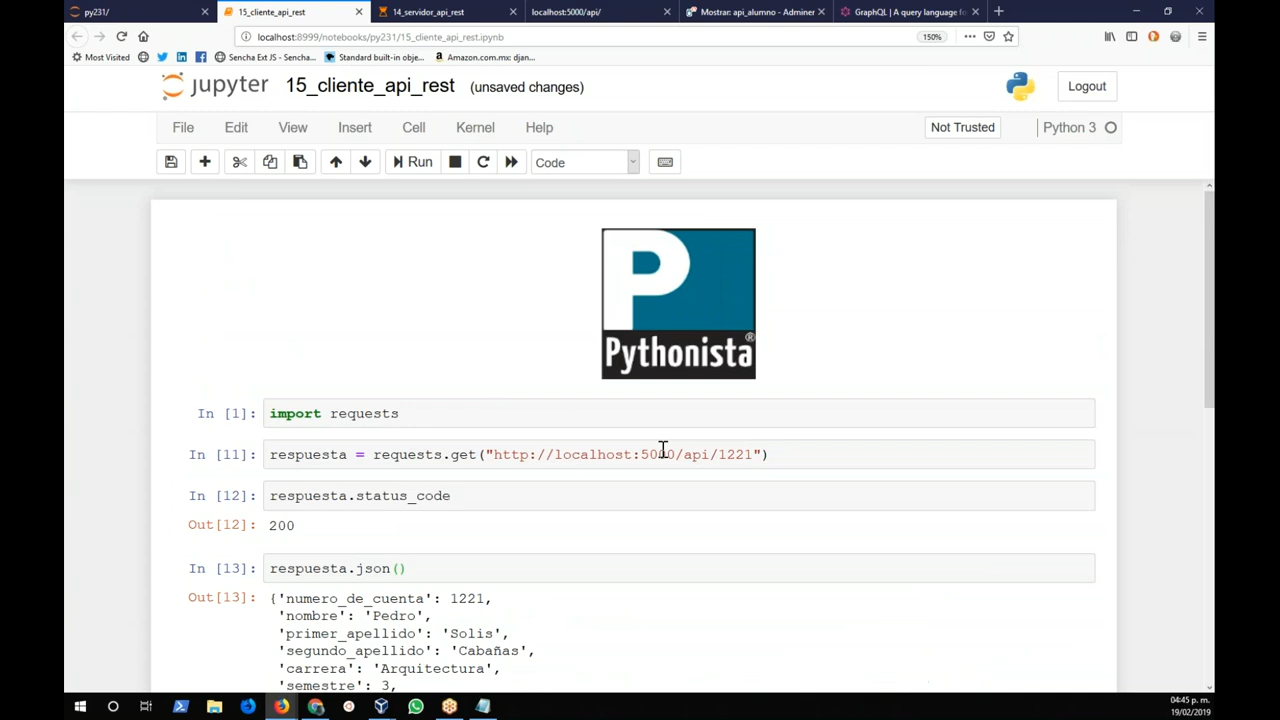 py231/
15_cliente_api_rest
14_servidor_api_rest
localhost:5000/api/
Mostrar: api_alumno - Adminer
GraphQL | A query language fo
localhost:8999/notebooks/py231/15_cliente_api_rest.ipynb
150%
Most Visited
Sencha Ext JS - Sencha...
Standard built-in obje...
Amazon.com.mx: djan...
jupyter
15_cliente_api_rest
(unsaved changes)
Logout
File
Edit
View
Insert
Cell
Kernel
Help
Not Trusted
Python 3
Run
Code
P
Pythonista®
In [1]:
import requests
In [11]:
respuesta = requests.get("http://localhost:5000/api/1221")
In [12]:
respuesta.status_code
Out[12]:
200
In [13]:
respuesta.json()
Out[13]:
{'numero_de_cuenta': 1221,
'nombre': 'Pedro',
'primer_apellido': 'Solis',
'segundo_apellido': 'Cabañas',
'carrera': 'Arquitectura',
'semestre': 3,
04:45 p. m.
19/02/2019